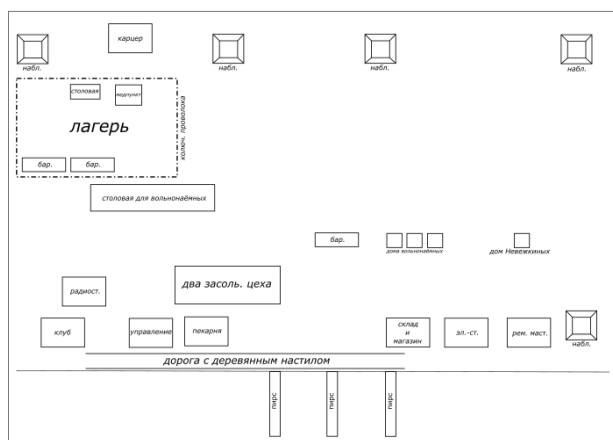 карцер
набл.
набл.
набл.
набл.
столовая
медпункт
лагерь
колюч. проволока
бар.
бар.
столовая для вольнонаёмных
бар.
дома вольнонаёмных
дом Невежкиных
два засоль. цеха
радиост.
клуб
управление
пекарня
склад
и
магазин
эл.-ст.
рем. маст.
набл.
дорога с деревянным настилом
пирс
пирс
пирс